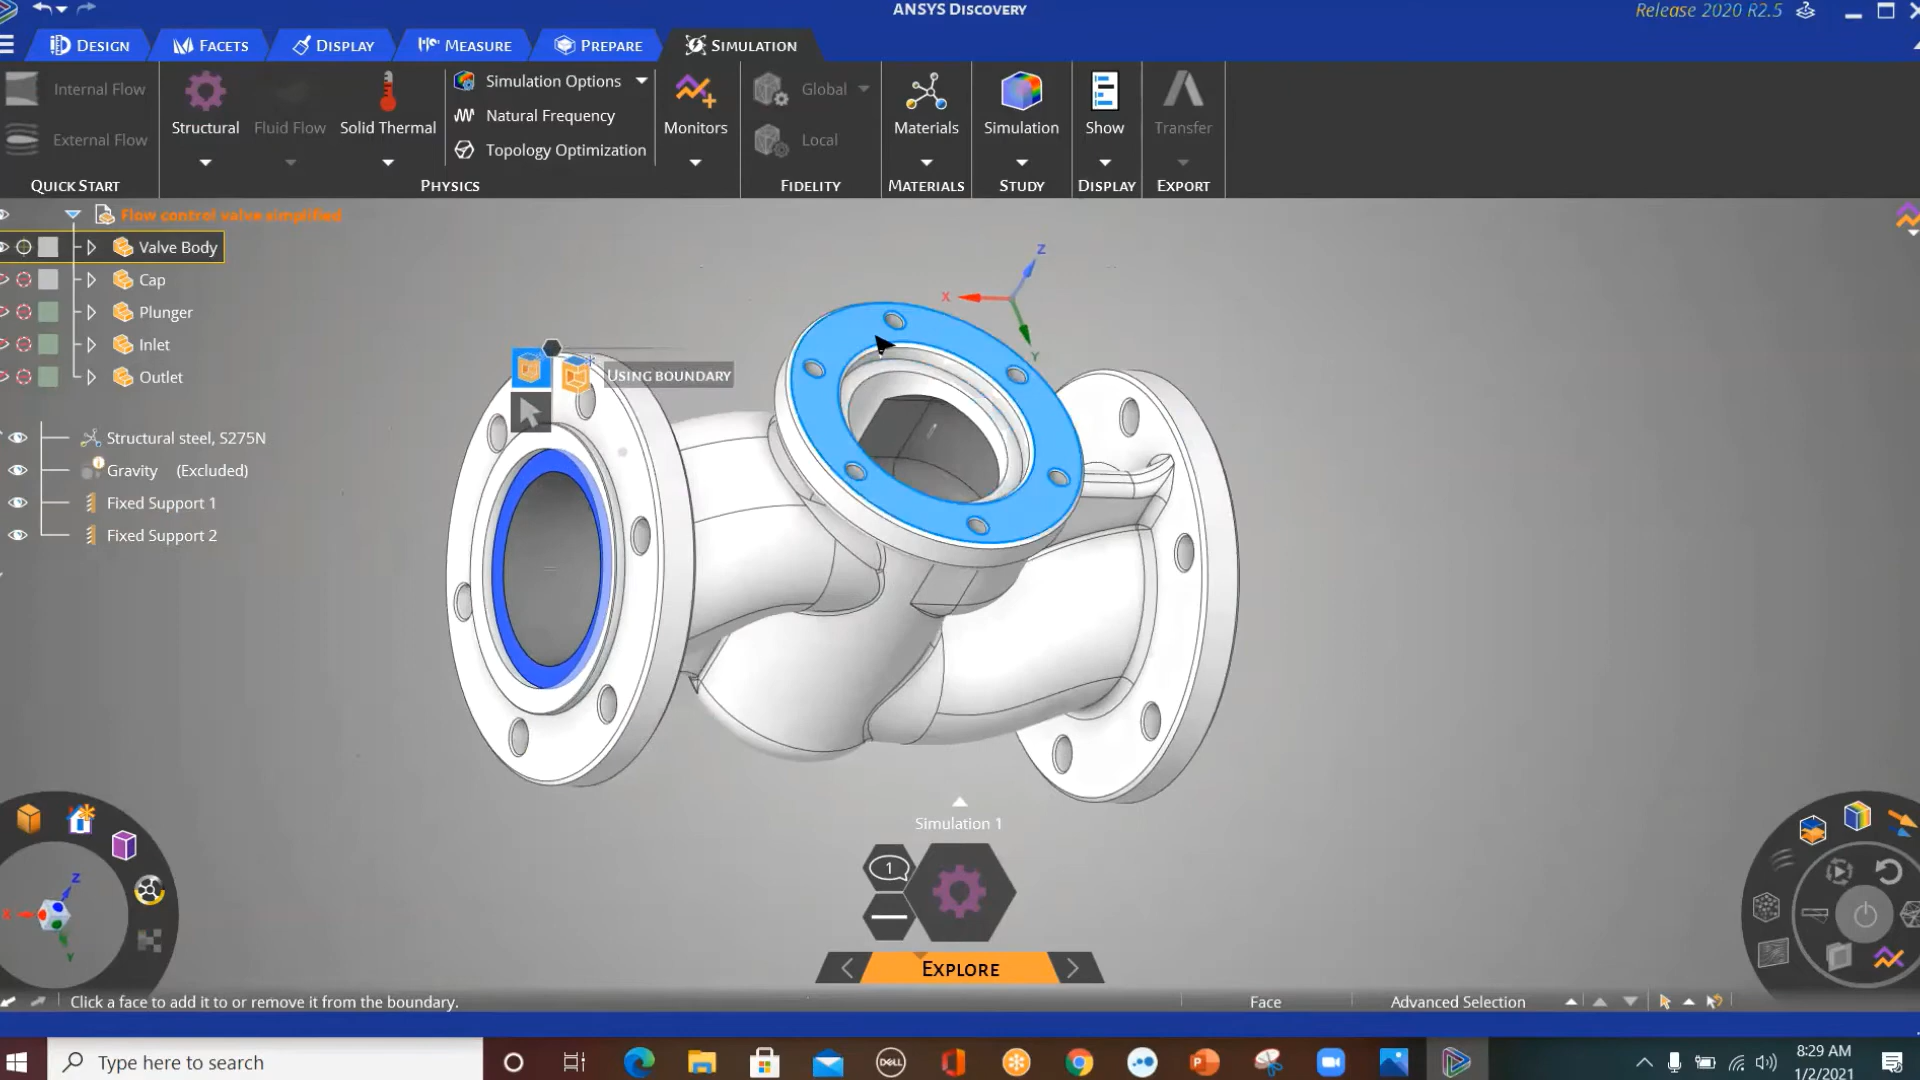 ANSYS Discovery
Release 2020 R2.5
Design
Facets
Display
Measure
Prepare
Simulation
Internal Flow
External Flow
Quick Start
Structural
Fluid Flow
Solid Thermal
Simulation Options
Natural Frequency
Topology Optimization
Physics
Monitors
Global
Local
Fidelity
Materials
Materials
Simulation
Study
Show
Display
Transfer
Export
Flow control valve simplified
Valve Body
Cap
Plunger
Inlet
Outlet
Structural steel, S275N
Gravity (Excluded)
Fixed Support 1
Fixed Support 2
Using boundary
Z
X
Y
Simulation 1
1
Explore
Z
X
Y
Click a face to add it to or remove it from the boundary.
Face
Advanced Selection
Type here to search
DELL
8:29 AM
1/2/2021